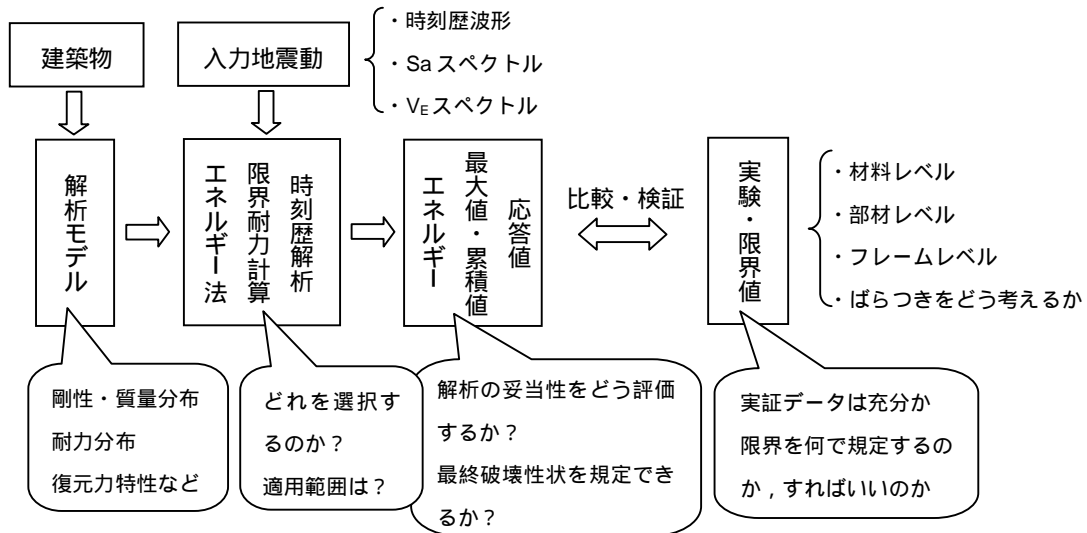 建築物
入力地震動
・時刻歴波形
・Sa スペクトル
・VE スペクトル
解析モデル
時刻歴解析
限界耐力計算
エネルギー法
応答値
最大値・累積値
エネルギー
比較・検証
実験・限界値
・材料レベル
・部材レベル
・フレームレベル
・ばらつきをどう考えるか
剛性・質量分布
耐力分布
復元力特性など
どれを選択す
るのか？
適用範囲は？
解析の妥当性をどう評価
するか？
最終破壊性状を規定でき
るか？
実証データは充分か
限界を何で規定するの
か，すればいいのか